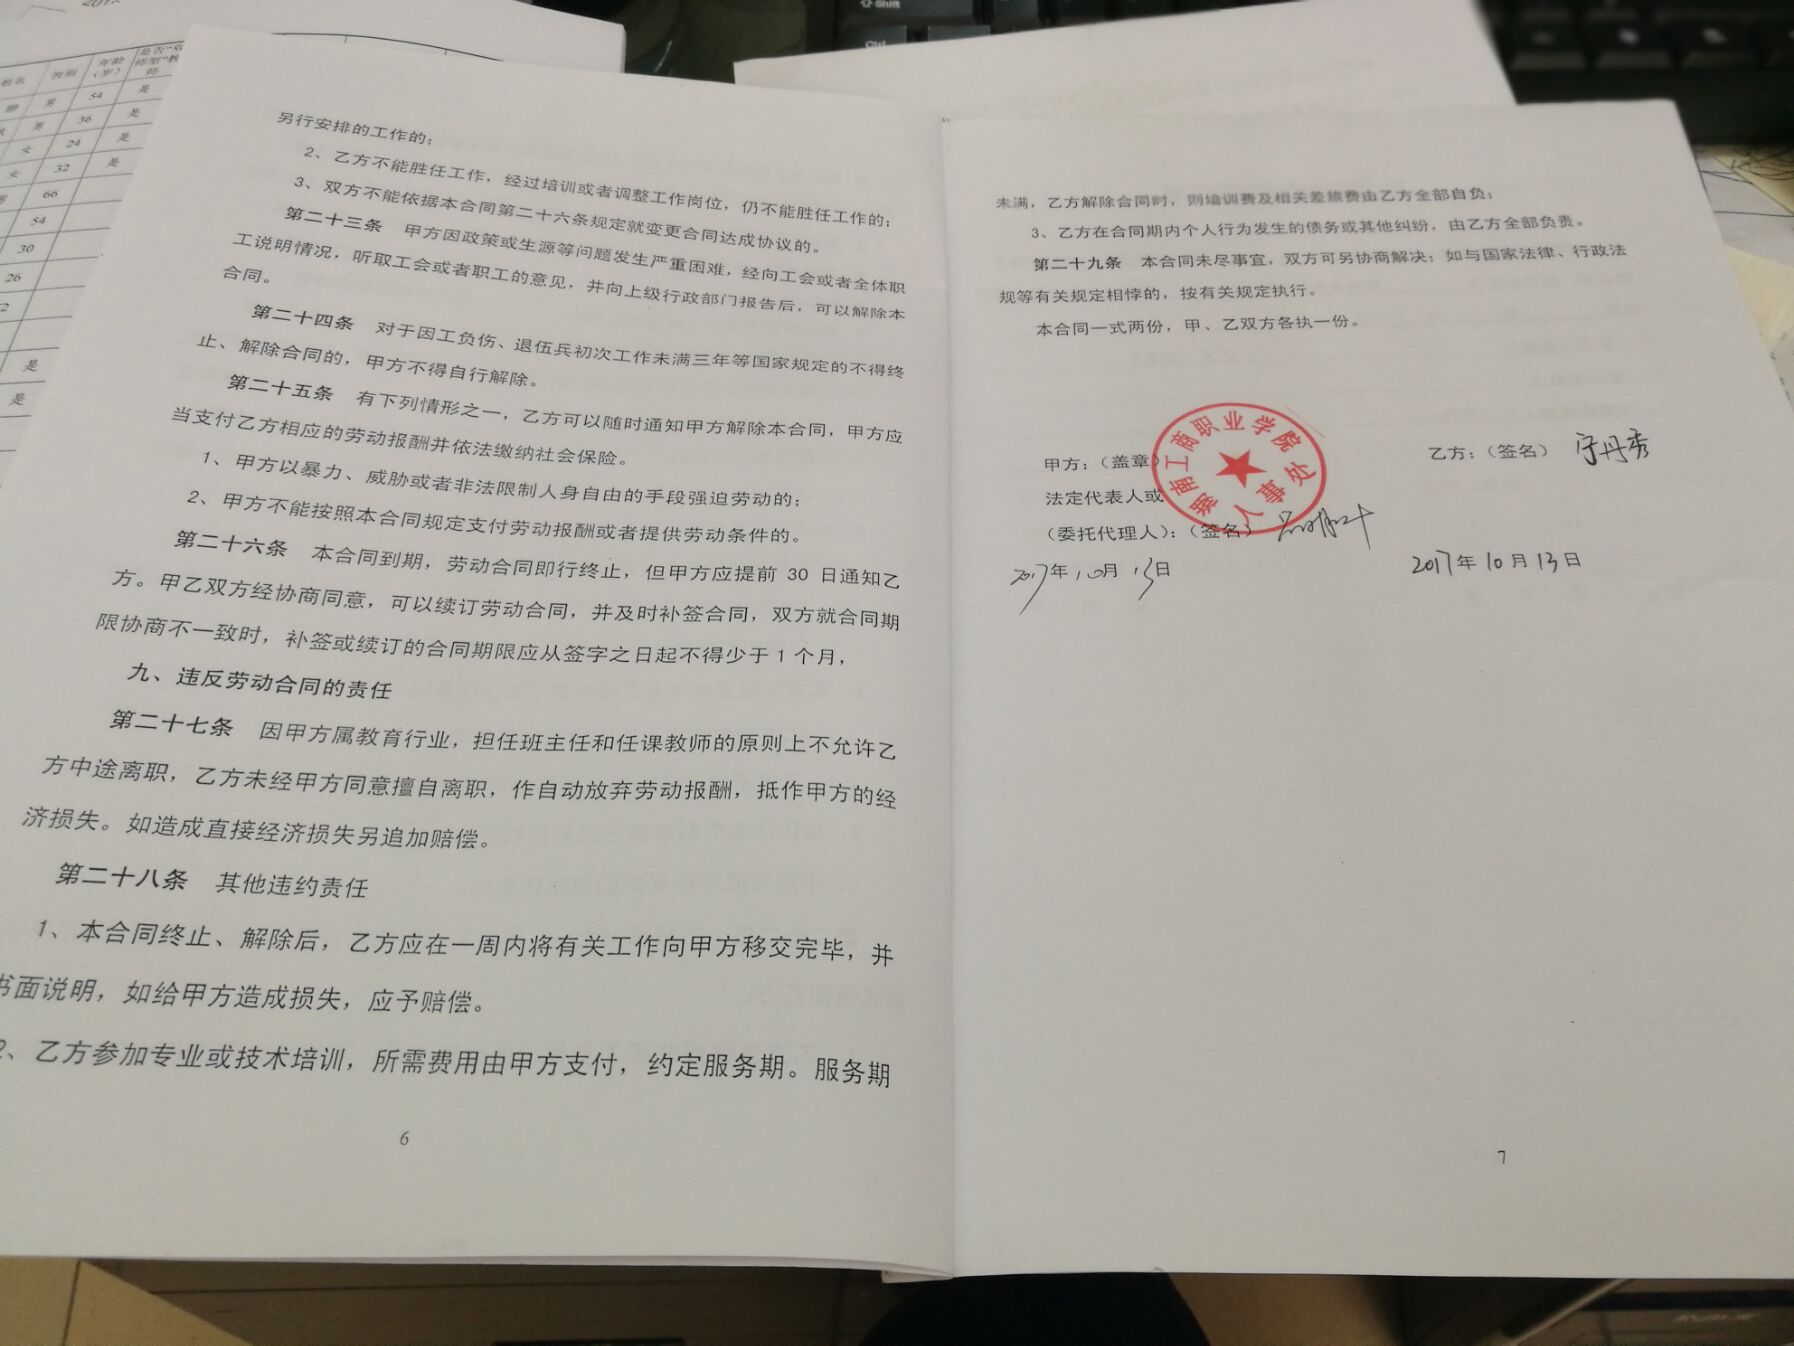 姓名 性别 年龄（岁） 是否“双师型”教师
男 54 是
男 36 是
女 24 是
女 32 是
66
54
30
26
是
是
Shift
Ctrl
另行安排的工作的；
2、乙方不能胜任工作，经过培训或者调整工作岗位，仍不能胜任工作的；
3、双方不能依据本合同第二十六条规定就变更合同达成协议的。
第二十三条 甲方因政策或生源等问题发生严重困难，经向工会或者全体职
工说明情况，听取工会或者职工的意见，并向上级行政部门报告后，可以解除本
合同。
第二十四条 对于因工负伤、退伍兵初次工作未满三年等国家规定的不得终
止、解除合同的，甲方不得自行解除。
第二十五条 有下列情形之一，乙方可以随时通知甲方解除本合同，甲方应
当支付乙方相应的劳动报酬并依法缴纳社会保险。
1、甲方以暴力、威胁或者非法限制人身自由的手段强迫劳动的；
2、甲方不能按照本合同规定支付劳动报酬或者提供劳动条件的。
第二十六条 本合同到期，劳动合同即行终止，但甲方应提前 30 日通知乙
方。甲乙双方经协商同意，可以续订劳动合同，并及时补签合同，双方就合同期
限协商不一致时，补签或续订的合同期限应从签字之日起不得少于 1 个月，
九、违反劳动合同的责任
第二十七条 因甲方属教育行业，担任班主任和任课教师的原则上不允许乙
方中途离职，乙方未经甲方同意擅自离职，作自动放弃劳动报酬，抵作甲方的经
济损失。如造成直接经济损失另追加赔偿。
第二十八条 其他违约责任
1、本合同终止、解除后，乙方应在一周内将有关工作向甲方移交完毕，并
书面说明，如给甲方造成损失，应予赔偿。
2、乙方参加专业或技术培训，所需费用由甲方支付，约定服务期。服务期
6
未满，乙方解除合同时，则培训费及相关差旅费由乙方全部自负；
3、乙方在合同期内个人行为发生的债务或其他纠纷，由乙方全部负责。
第二十九条 本合同未尽事宜，双方可另协商解决；如与国家法律、行政法
规等有关规定相悖的，按有关规定执行。
本合同一式两份，甲、乙双方各执一份。
甲方：（盖章） 乙方：（签名） 宁丹秀
湖南工商职业学院
人事处
法定代表人或
（委托代理人）：（签名）
2017年10月13日 2017年10月13日
7